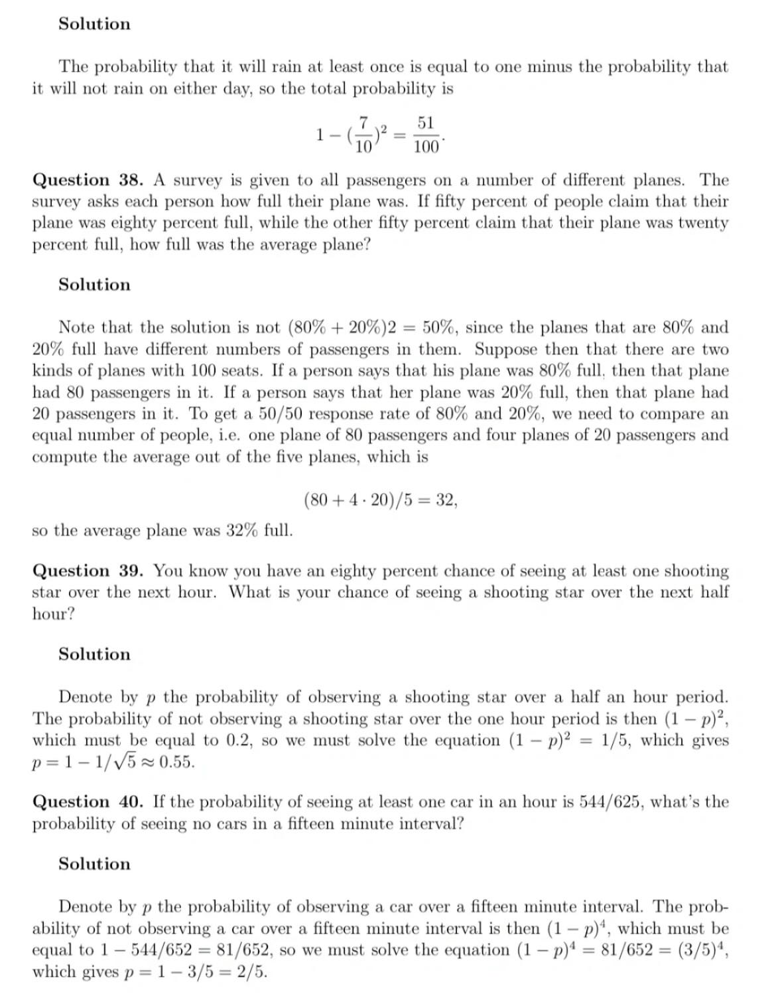 Solution
The probability that it will rain at least once is equal to one minus the probability that
it will not rain on either day, so the total probability is
1 − (7/10)² = 51/100.
Question 38. A survey is given to all passengers on a number of different planes. The
survey asks each person how full their plane was. If fifty percent of people claim that their
plane was eighty percent full, while the other fifty percent claim that their plane was twenty
percent full, how full was the average plane?
Solution
Note that the solution is not (80% + 20%)2 = 50%, since the planes that are 80% and
20% full have different numbers of passengers in them. Suppose then that there are two
kinds of planes with 100 seats. If a person says that his plane was 80% full, then that plane
had 80 passengers in it. If a person says that her plane was 20% full, then that plane had
20 passengers in it. To get a 50/50 response rate of 80% and 20%, we need to compare an
equal number of people, i.e. one plane of 80 passengers and four planes of 20 passengers and
compute the average out of the five planes, which is
(80 + 4 · 20)/5 = 32,
so the average plane was 32% full.
Question 39. You know you have an eighty percent chance of seeing at least one shooting
star over the next hour. What is your chance of seeing a shooting star over the next half
hour?
Solution
Denote by p the probability of observing a shooting star over a half an hour period.
The probability of not observing a shooting star over the one hour period is then (1 − p)²,
which must be equal to 0.2, so we must solve the equation (1 − p)² = 1/5, which gives
p = 1 − 1/√5 ≈ 0.55.
Question 40. If the probability of seeing at least one car in an hour is 544/625, what's the
probability of seeing no cars in a fifteen minute interval?
Solution
Denote by p the probability of observing a car over a fifteen minute interval. The prob-
ability of not observing a car over a fifteen minute interval is then (1 − p)⁴, which must be
equal to 1 − 544/652 = 81/652, so we must solve the equation (1 − p)⁴ = 81/652 = (3/5)⁴,
which gives p = 1 − 3/5 = 2/5.